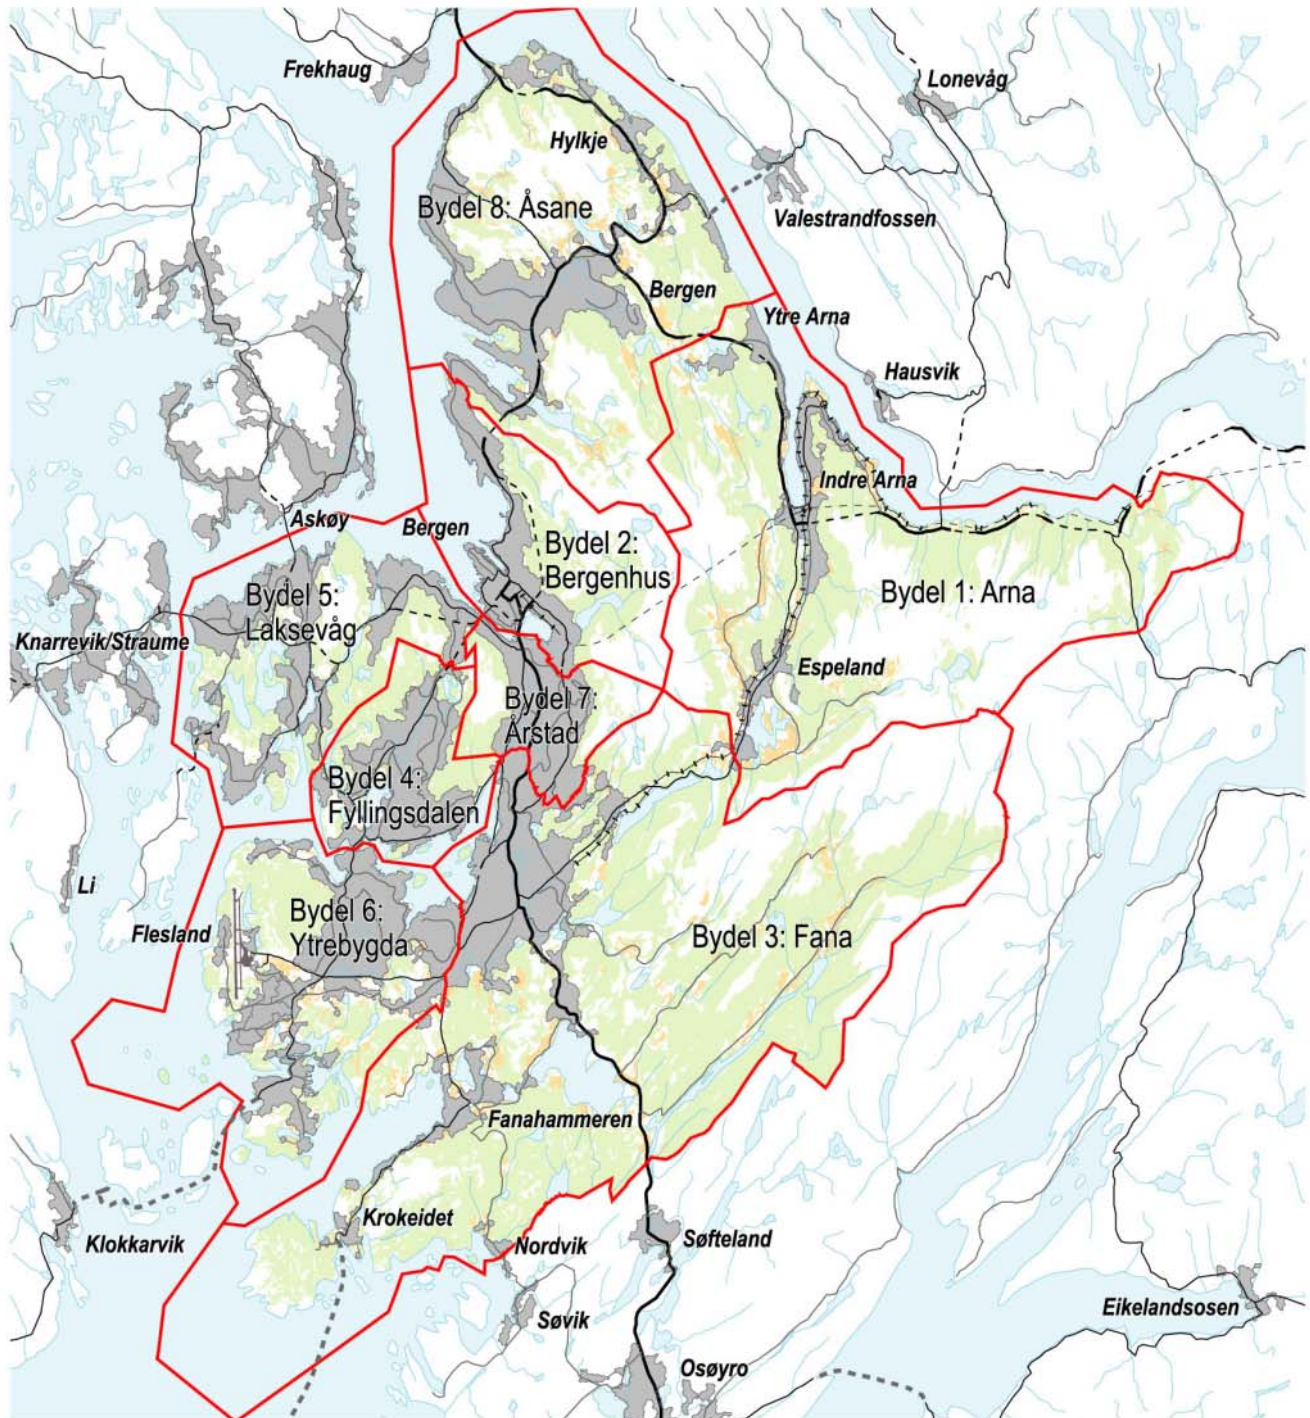 Frekhaug
Lonevåg
Hylkje
Bydel 8: Åsane
Valestrandfossen
Bergen
Ytre Arna
Hausvik
Indre Arna
Askøy
Bergen
Bydel 2:
Bergenhus
Bydel 1: Arna
Bydel 5:
Laksevåg
Knarrevik/Straume
Espeland
Bydel 7:
Årstad
Bydel 4:
Fyllingsdalen
Li
Bydel 6:
Ytrebygda
Flesland
Bydel 3: Fana
Fanahammeren
Krokeidet
Klokkarvik
Nordvik
Søfteland
Søvik
Eikelandsosen
Osøyro